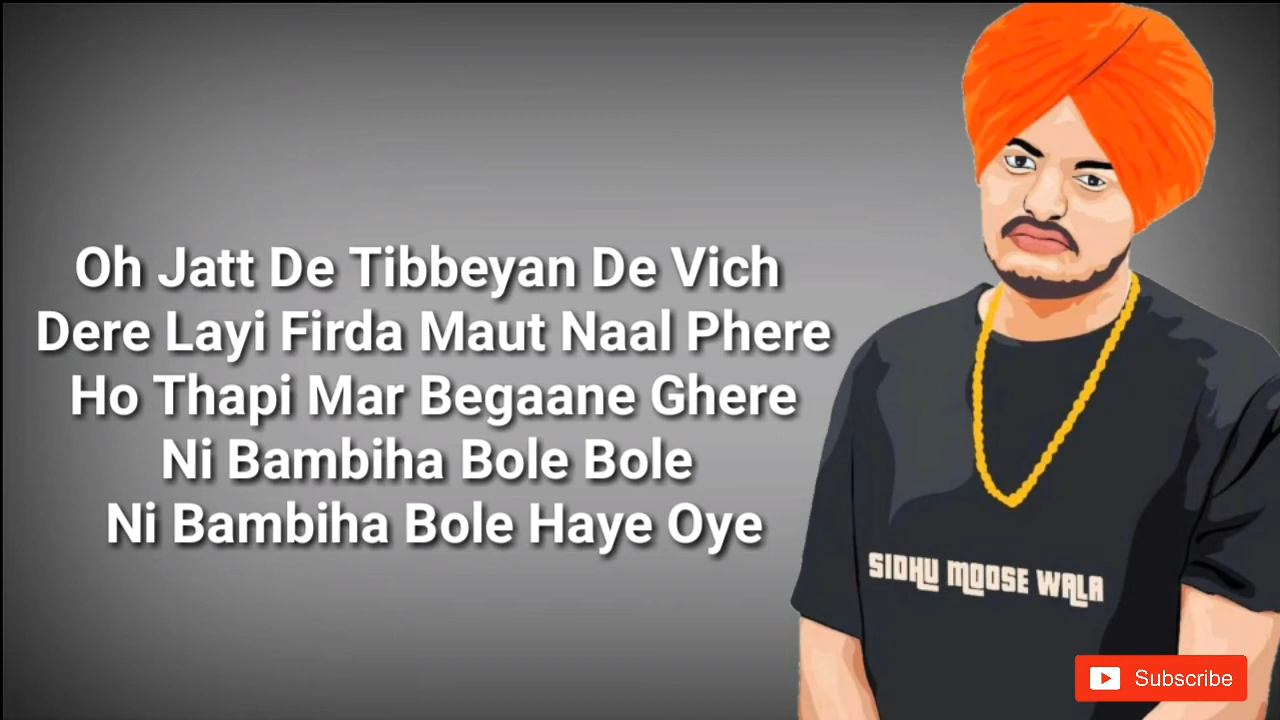 Oh Jatt De Tibbeyan De Vich
Dere Layi Firda Maut Naal Phere
Ho Thapi Mar Begaane Ghere
Ni Bambiha Bole Bole
Ni Bambiha Bole Haye Oye
SIDHU MOOSE WALA
Subscribe